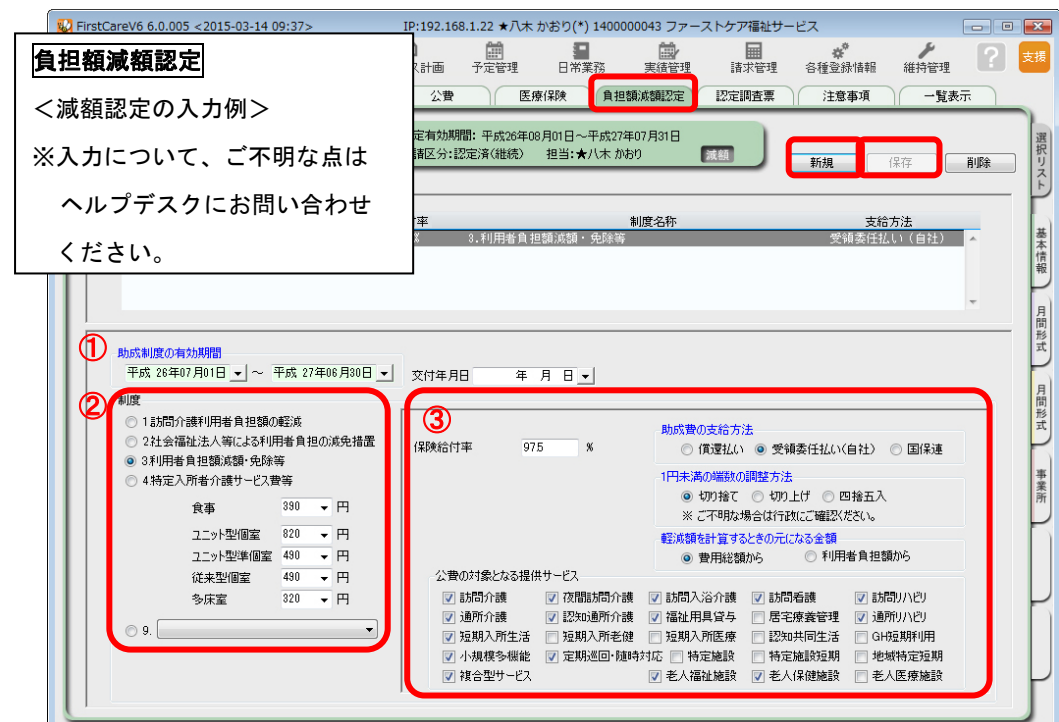 FirstCareV6 6.0.005 <2015-03-14 09:37> IP:192.168.1.22 ★八木 かおり(*) 1400000043 ファーストケア福祉サービス
負担額減額認定
＜減額認定の入力例＞
※入力について、ご不明な点は
ヘルプデスクにお問い合わせ
ください。
計画 予定管理 日常業務 実績管理 請求管理 各種登録情報 維持管理 ? 支援
公費 医療保険 負担額減額認定 認定調査票 注意事項 一覧表示
定有効期間: 平成26年08月01日～平成27年07月31日
請区分:認定済(継続) 担当:★八木 かおり 減額
新規 保存 削除
率 制度名称 支給方法
% 3.利用者負担額減額・免除等 受領委任払い（自社）
選択リスト
基本情報
月間形式
月間形式
事業所
①
助成制度の有効期間
平成 26年07月01日 ～ 平成 27年06月30日 交付年月日 年 月 日
②
制度
1訪問介護利用者負担額の軽減
2社会福祉法人等による利用者負担の減免措置
3利用者負担額減額・免除等
4.特定入所者介護サービス費等
食事 390 円
ユニット型個室 820 円
ユニット型準個室 490 円
従来型個室 490 円
多床室 320 円
9.
③
保険給付率 97.5 %
助成費の支給方法
償還払い 受領委任払い(自社) 国保連
1円未満の端数の調整方法
切り捨て 切り上げ 四捨五入
※ ご不明な場合は行政にご確認ください。
軽減額を計算するときの元になる金額
費用総額から 利用者負担額から
公費の対象となる提供サービス
訪問介護 夜間訪問介護 訪問入浴介護 訪問看護 訪問リハビリ
通所介護 認知通所介護 福祉用具貸与 居宅療養管理 通所リハビリ
短期入所生活 短期入所老健 短期入所医療 認知共同生活 GH短期利用
小規模多機能 定期巡回・随時対応 特定施設 特定施設短期 地域特定短期
複合型サービス 老人福祉施設 老人保健施設 老人医療施設